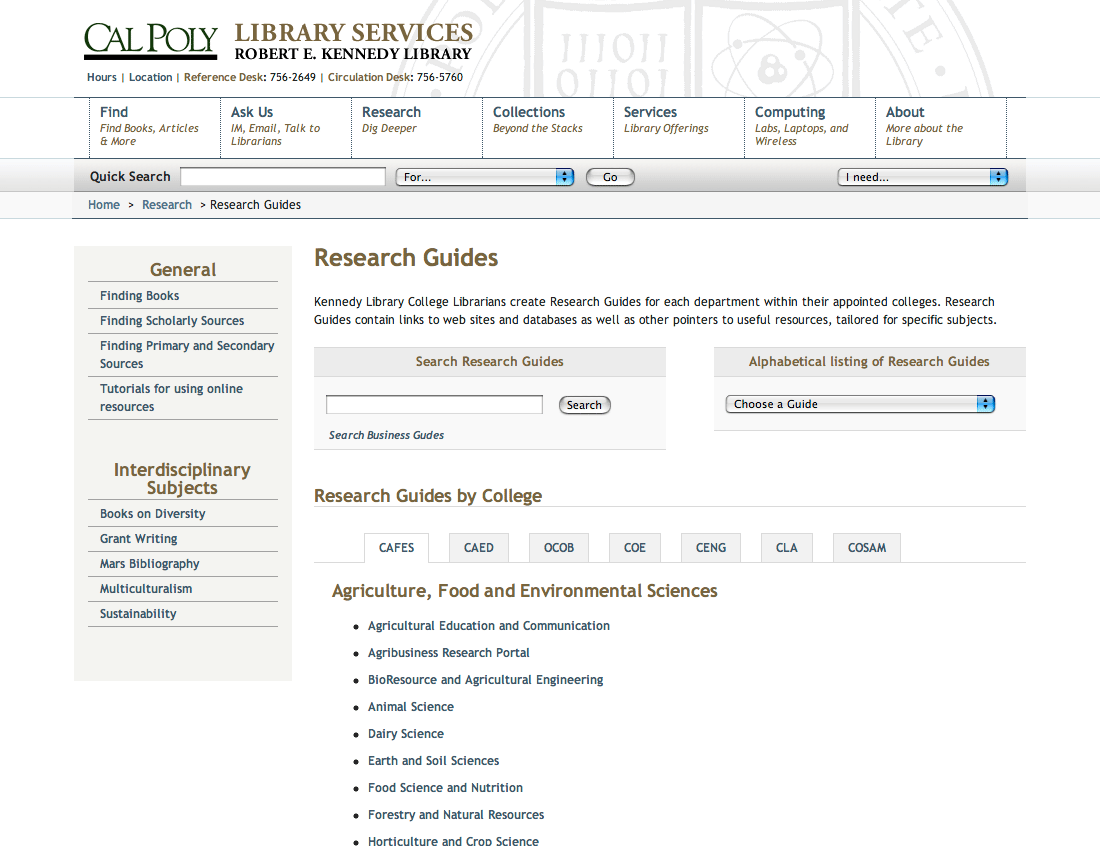 CAL POLY
LIBRARY SERVICES
ROBERT E. KENNEDY LIBRARY
Hours | Location | Reference Desk: 756-2649 | Circulation Desk: 756-5760
Find
Find Books, Articles
& More
Ask Us
IM, Email, Talk to
Librarians
Research
Dig Deeper
Collections
Beyond the Stacks
Services
Library Offerings
Computing
Labs, Laptops, and
Wireless
About
More about the
Library
Quick Search
For...
Go
I need...
Home > Research > Research Guides
General
Finding Books
Finding Scholarly Sources
Finding Primary and Secondary
Sources
Tutorials for using online
resources
Interdisciplinary
Subjects
Books on Diversity
Grant Writing
Mars Bibliography
Multiculturalism
Sustainability
Research Guides
Kennedy Library College Librarians create Research Guides for each department within their appointed colleges. Research
Guides contain links to web sites and databases as well as other pointers to useful resources, tailored for specific subjects.
Search Research Guides
Search
Search Business Gudes
Alphabetical listing of Research Guides
Choose a Guide
Research Guides by College
CAFES
CAED
OCOB
COE
CENG
CLA
COSAM
Agriculture, Food and Environmental Sciences
Agricultural Education and Communication
Agribusiness Research Portal
BioResource and Agricultural Engineering
Animal Science
Dairy Science
Earth and Soil Sciences
Food Science and Nutrition
Forestry and Natural Resources
Horticulture and Crop Science